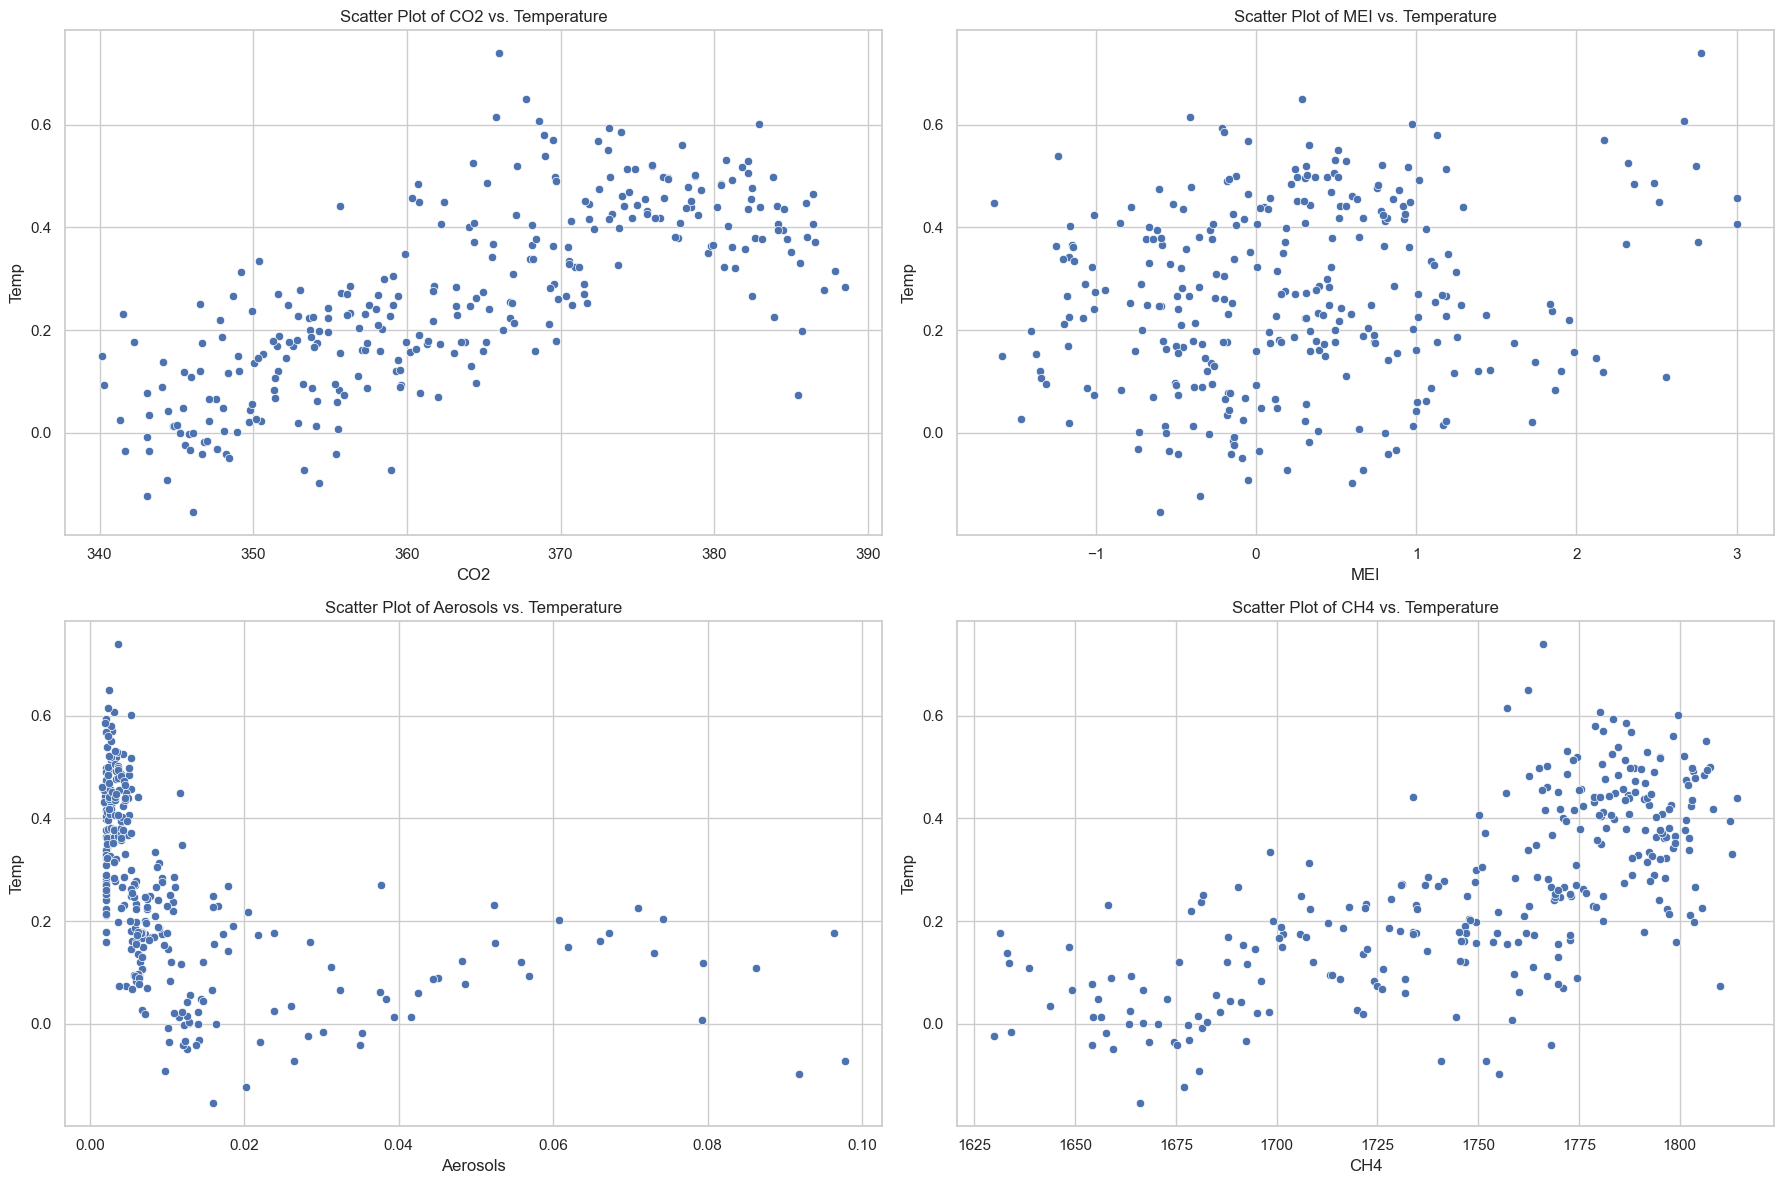 Scatter Plot of CO2 vs. Temperature
Temp
0.6
0.4
0.2
0.0
340 350 360 370 380 390
CO2
Scatter Plot of MEI vs. Temperature
Temp
0.6
0.4
0.2
0.0
−1 0 1 2 3
MEI
Scatter Plot of Aerosols vs. Temperature
Temp
0.6
0.4
0.2
0.0
0.00 0.02 0.04 0.06 0.08 0.10
Aerosols
Scatter Plot of CH4 vs. Temperature
Temp
0.6
0.4
0.2
0.0
1625 1650 1675 1700 1725 1750 1775 1800
CH4